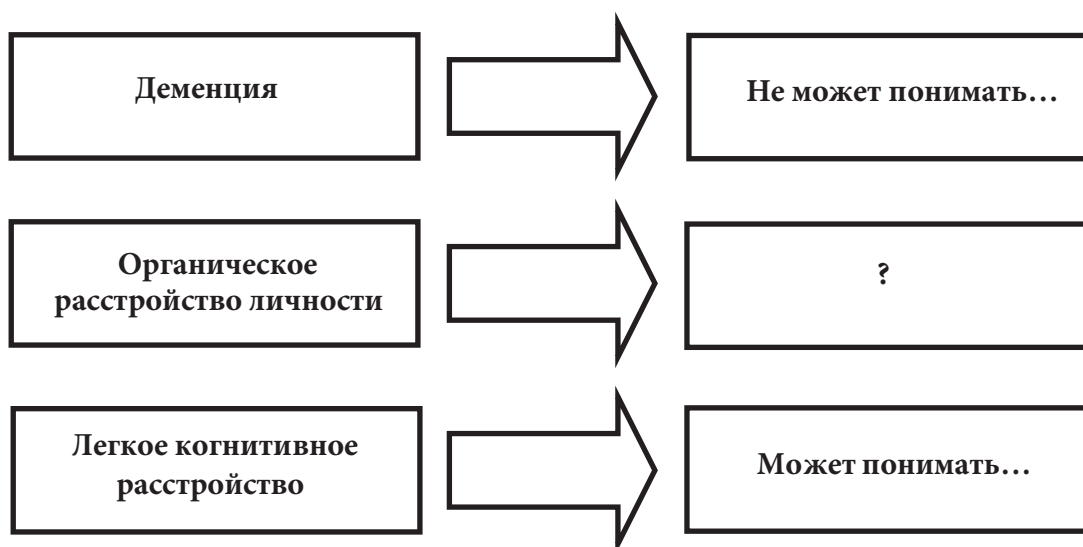 Деменция
Не может понимать…
Органическое
расстройство личности
?
Легкое когнитивное
расстройство
Может понимать…